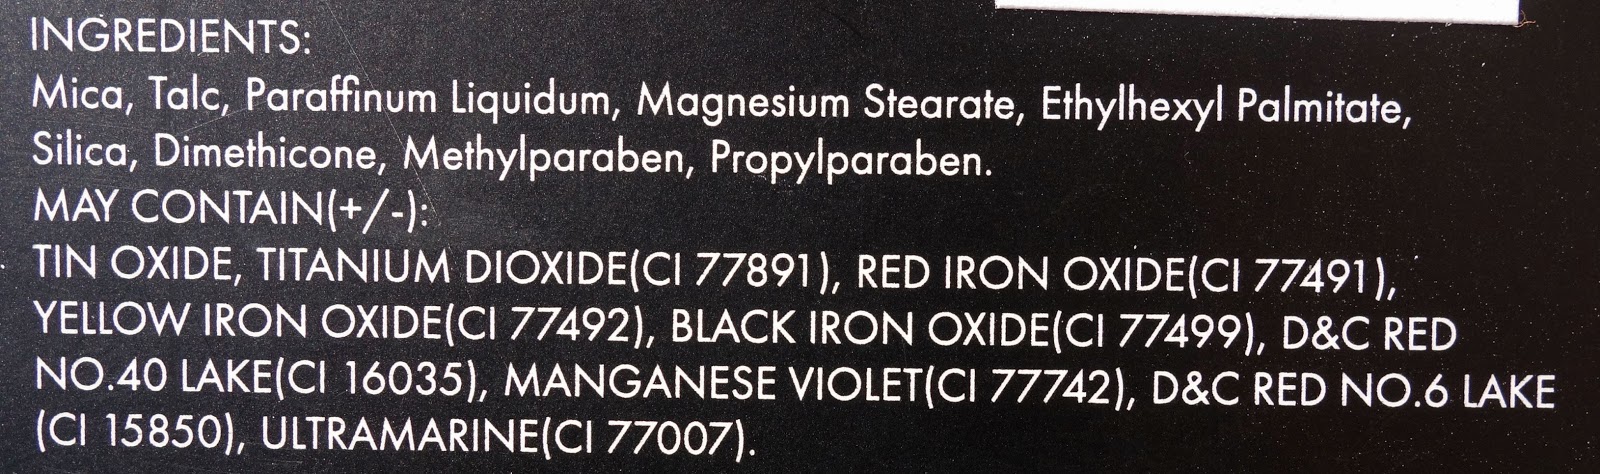 INGREDIENTS:
Mica, Talc, Paraffinum Liquidum, Magnesium Stearate, Ethylhexyl Palmitate,
Silica, Dimethicone, Methylparaben, Propylparaben.
MAY CONTAIN(+/-):
TIN OXIDE, TITANIUM DIOXIDE(CI 77891), RED IRON OXIDE(CI 77491),
YELLOW IRON OXIDE(CI 77492), BLACK IRON OXIDE(CI 77499), D&C RED
NO.40 LAKE(CI 16035), MANGANESE VIOLET(CI 77742), D&C RED NO.6 LAKE
(CI 15850), ULTRAMARINE(CI 77007).